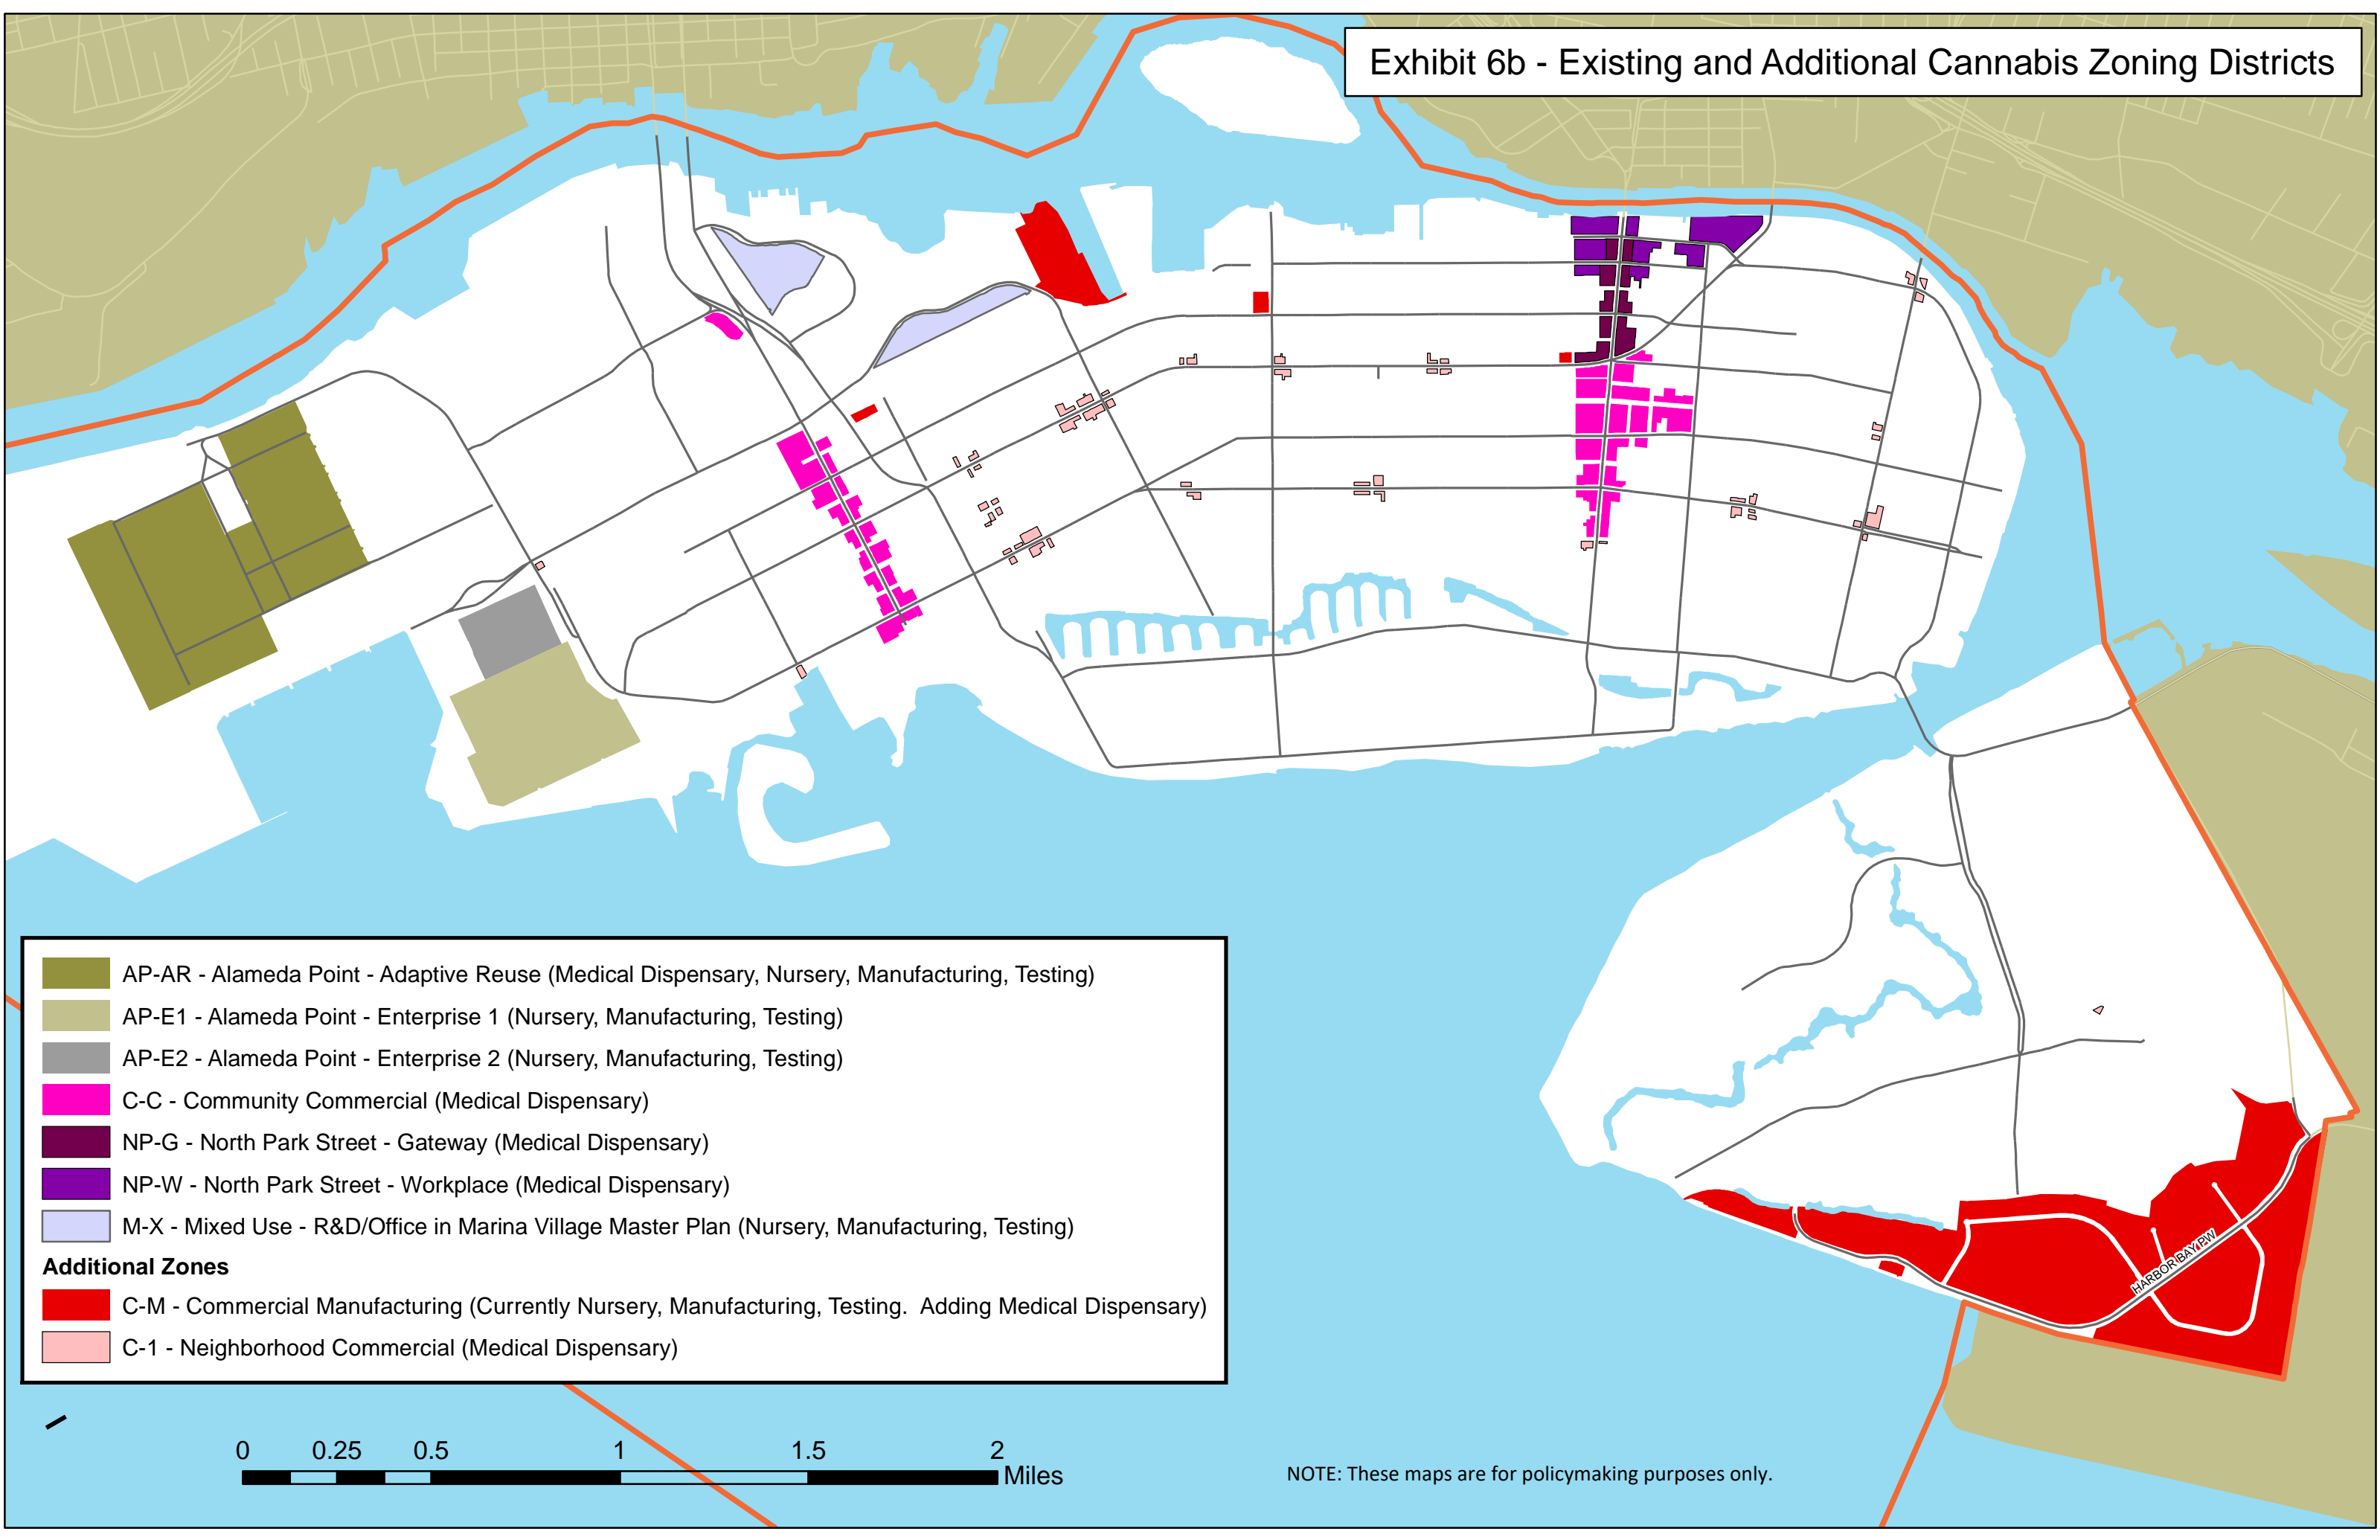 Exhibit 6b - Existing and Additional Cannabis Zoning Districts
AP-AR - Alameda Point - Adaptive Reuse (Medical Dispensary, Nursery, Manufacturing, Testing)
AP-E1 - Alameda Point - Enterprise 1 (Nursery, Manufacturing, Testing)
AP-E2 - Alameda Point - Enterprise 2 (Nursery, Manufacturing, Testing)
C-C - Community Commercial (Medical Dispensary)
NP-G - North Park Street - Gateway (Medical Dispensary)
NP-W - North Park Street - Workplace (Medical Dispensary)
M-X - Mixed Use - R&D/Office in Marina Village Master Plan (Nursery, Manufacturing, Testing)
Additional Zones
C-M - Commercial Manufacturing (Currently Nursery, Manufacturing, Testing.  Adding Medical Dispensary)
C-1 - Neighborhood Commercial (Medical Dispensary)
HARBOR BAY PW
0 0.25 0.5 1 1.5 2
Miles
NOTE: These maps are for policymaking purposes only.